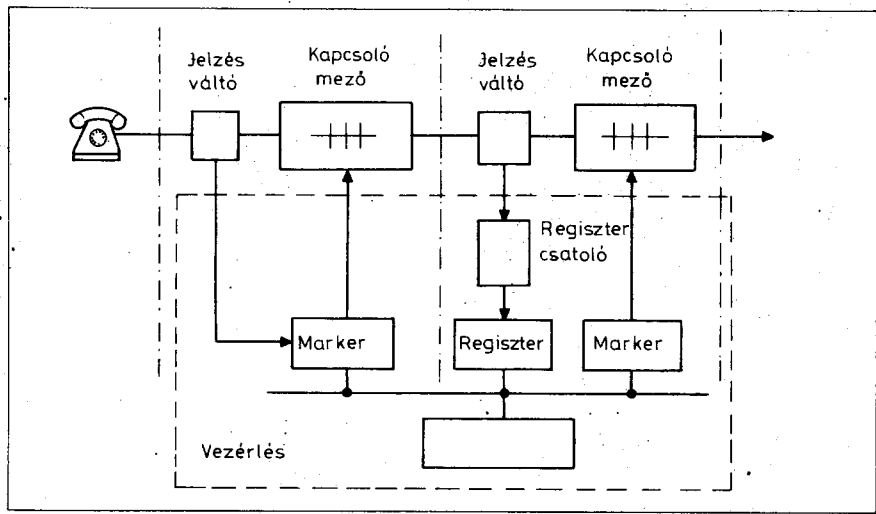 Jelzés
váltó
Kapcsoló
mező
Jelzés
váltó
Kapcsoló
mező
Regiszter
csatoló
Marker
Regiszter
Marker
Vezérlés